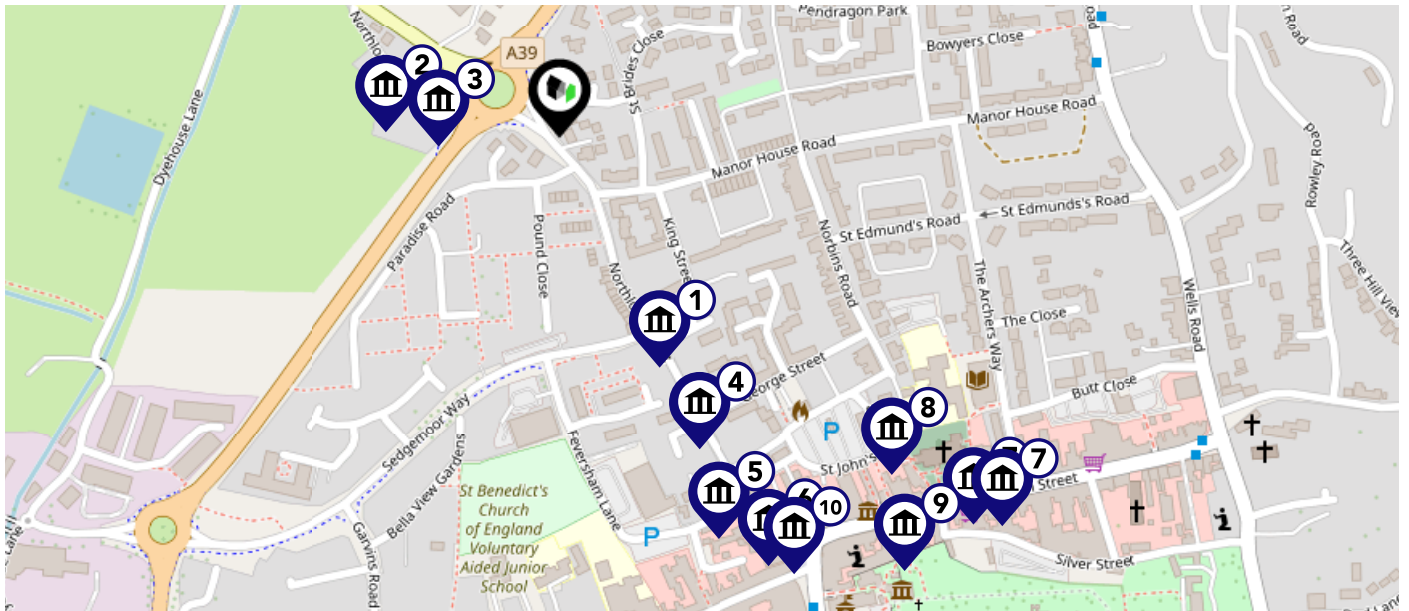 Pendragon Park
Bowyers Close
St Brides Close
A39
Dyehouse Lane
Manor House Road
Manor House Road
Rowley Road
St Edmunds's Road
St Edmund's Road
Paradise Road
Pound Close
King Stree
Norbins Road
The Archers Way
Wells Road
Three Hill View
The Close
George Street
Butt Close
Sedgemoor Way
Bella View Gardens
Feversham Lane
Garvins Road
St John's
Street
Silver Street
St Benedict's
Church
of England
Voluntary
Aided Junior
School
Lane
P
P
2
3
1
4
8
5
7
6
10
9